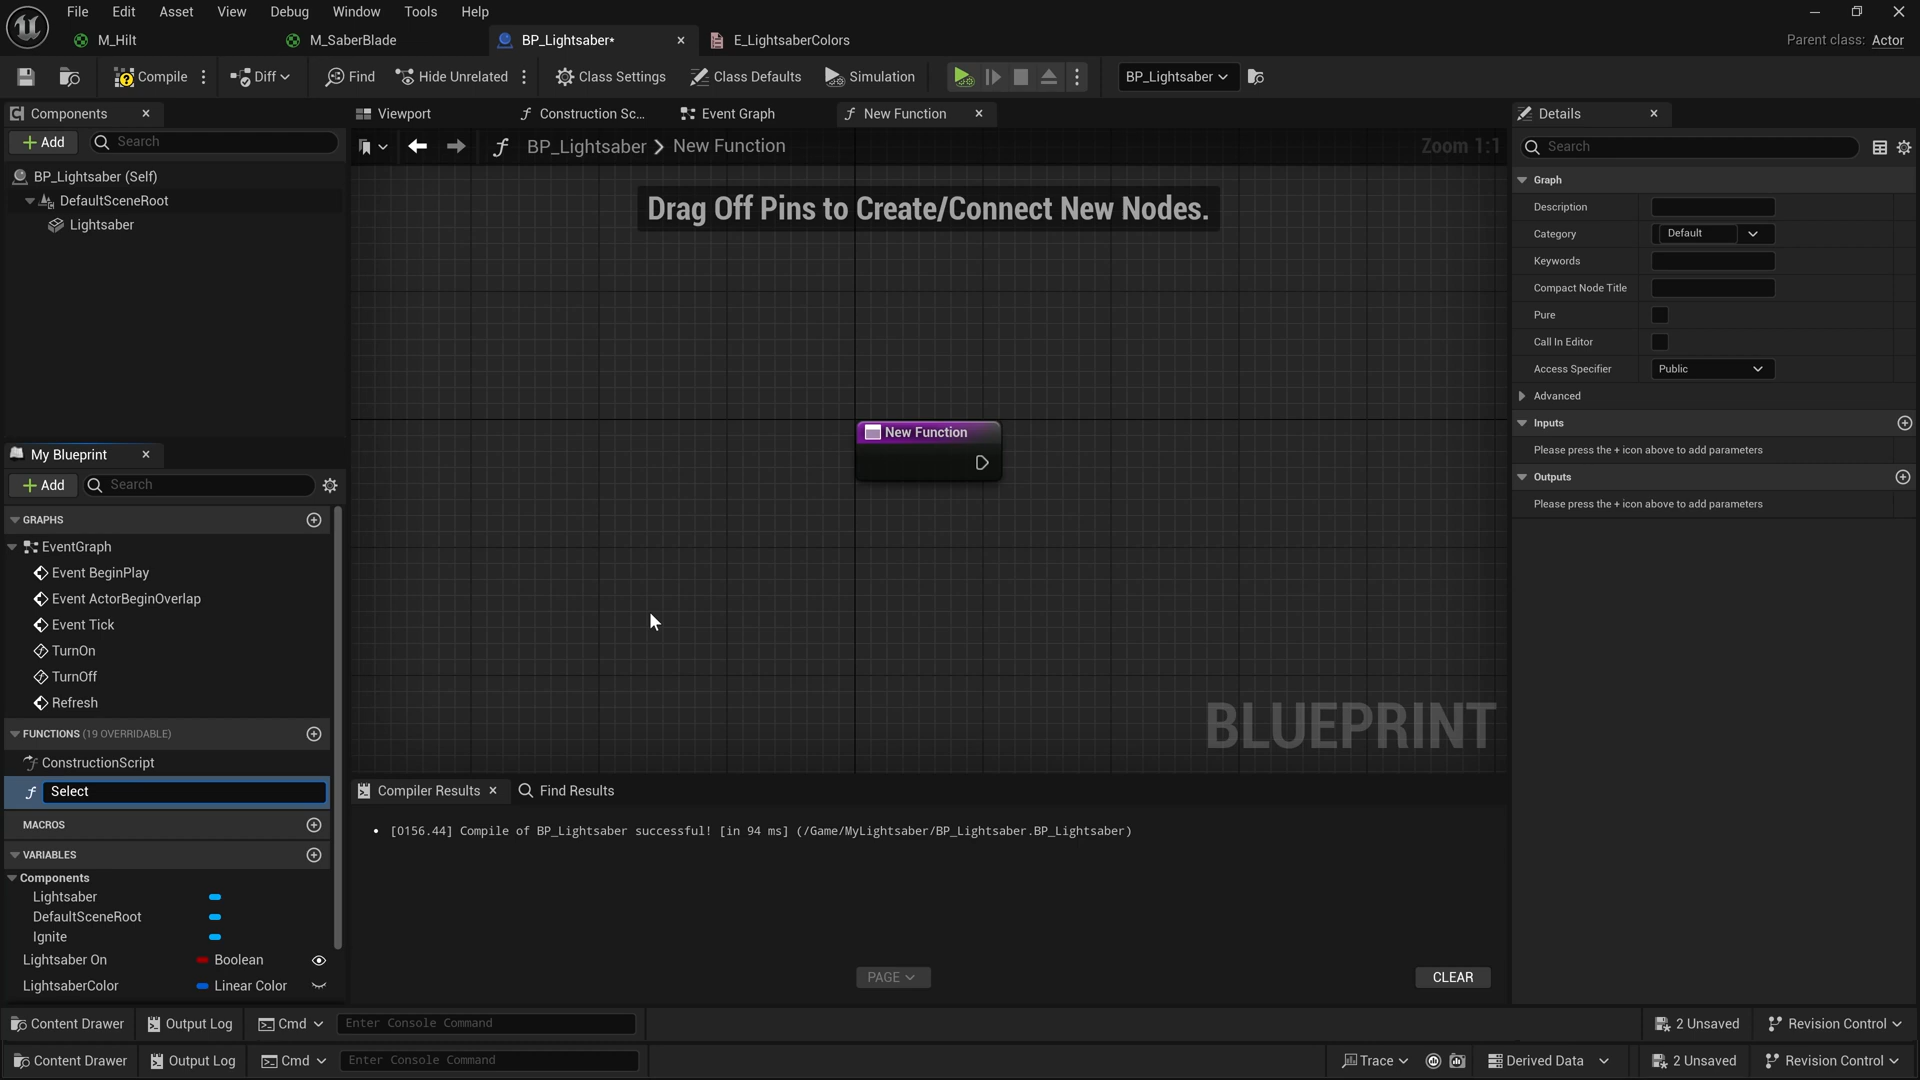 File Edit Asset View Debug Window Tools Help
M_Hilt M_SaberBlade BP_Lightsaber* E_LightsaberColors Parent class: Actor
Compile Diff Find Hide Unrelated Class Settings Class Defaults Simulation BP_Lightsaber
Components Viewport Construction Sc... Event Graph New Function Details
Add Search
BP_Lightsaber > New Function Zoom 1:1 Search
BP_Lightsaber (Self)
DefaultSceneRoot
Lightsaber
Drag Off Pins to Create/Connect New Nodes.
New Function
BLUEPRINT
Graph
Description
Category Default
Keywords
Compact Node Title
Pure
Call In Editor
Access Specifier Public
Advanced
Inputs
Please press the + icon above to add parameters
Outputs
Please press the + icon above to add parameters
My Blueprint
Add Search
GRAPHS
EventGraph
Event BeginPlay
Event ActorBeginOverlap
Event Tick
TurnOn
TurnOff
Refresh
FUNCTIONS (19 OVERRIDABLE)
ConstructionScript
Select
MACROS
VARIABLES
Components
Lightsaber
DefaultSceneRoot
Ignite
Lightsaber On Boolean
LightsaberColor Linear Color
Compiler Results Find Results
[0156.44] Compile of BP_Lightsaber successful! [in 94 ms] (/Game/MyLightsaber/BP_Lightsaber.BP_Lightsaber)
PAGE CLEAR
Content Drawer Output Log Cmd Enter Console Command 2 Unsaved Revision Control
Content Drawer Output Log Cmd Enter Console Command Trace Derived Data 2 Unsaved Revision Control